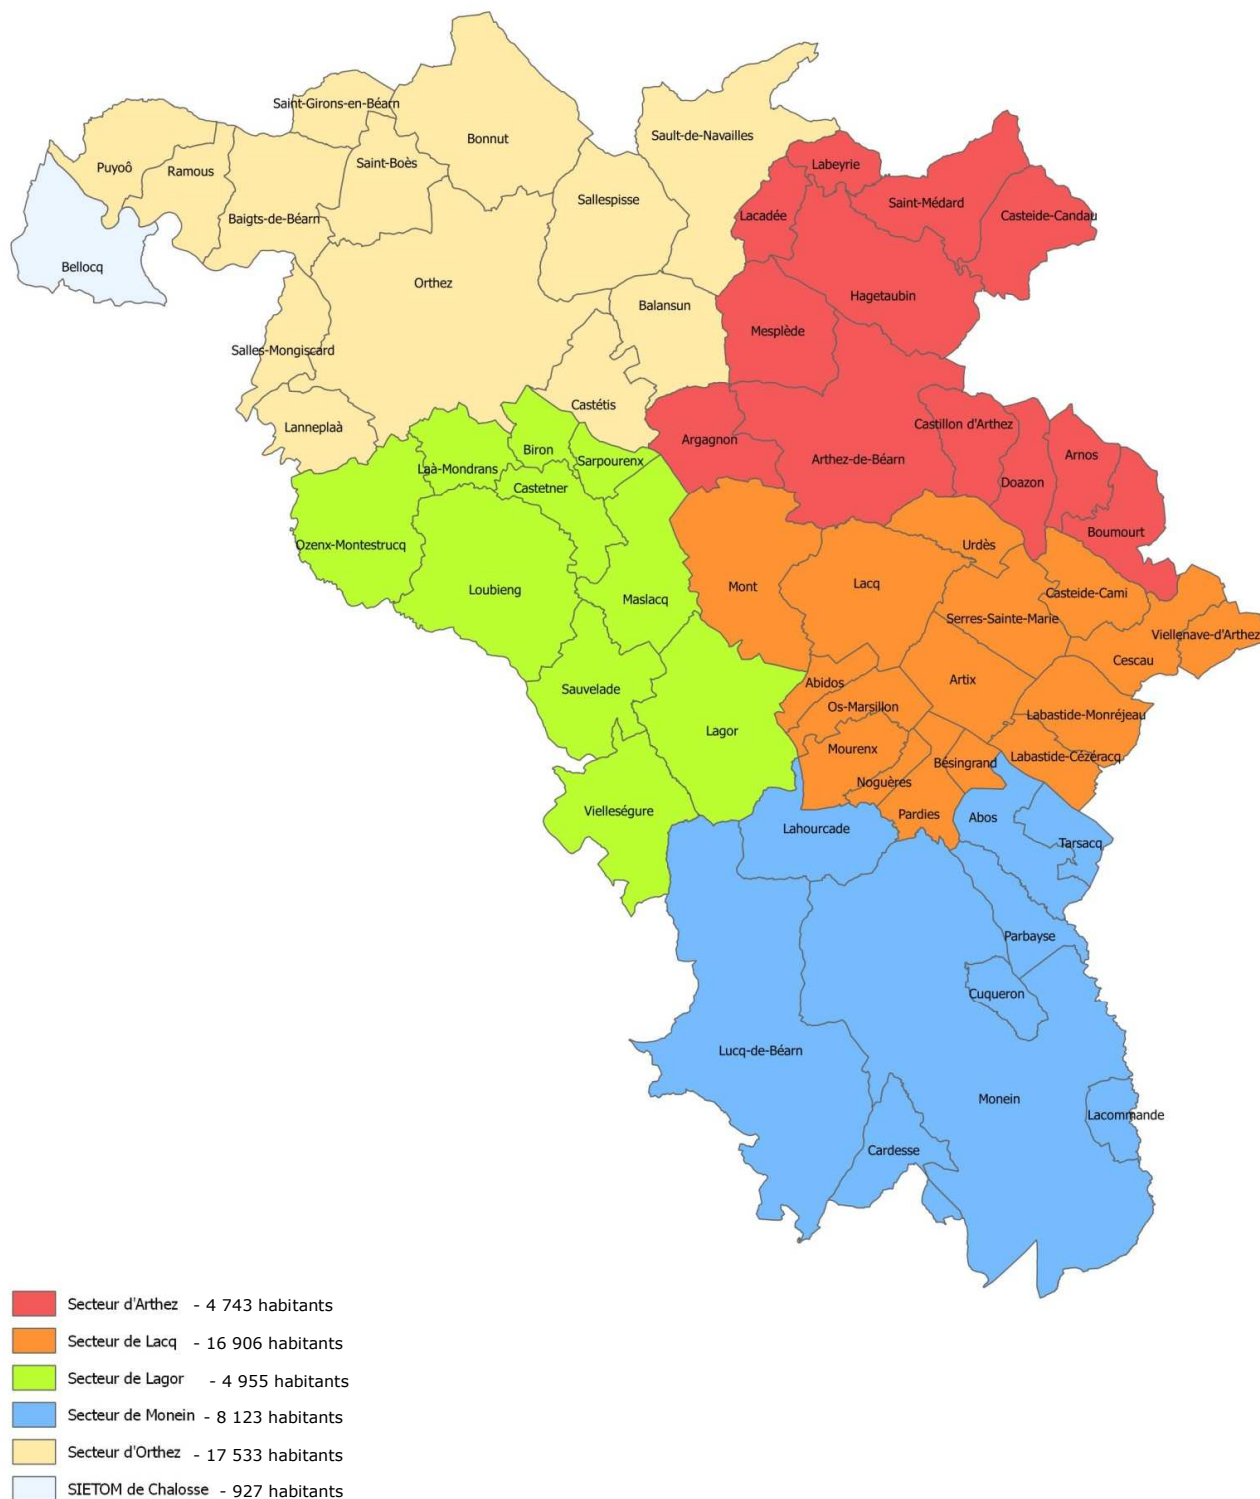 Saint-Girons-en-Béarn
Bonnut
Sault-de-Navailles
Puyoô
Ramous
Saint-Boès
Labeyrie
Sallespisse
Saint-Médard
Baigts-de-Béarn
Lacadée
Casteide-Candau
Bellocq
Orthez
Hagetaubin
Balansun
Mesplède
Salles-Mongiscard
Castétis
Lanneplaà
Argagnon
Castillon d'Arthez
Biron
Arthez-de-Béarn
Arnos
Sarpourenx
Laà-Mondrans
Castetner
Doazon
Boumourt
Ozenx-Montestrucq
Urdès
Loubieng
Mont
Lacq
Casteide-Cami
Maslacq
Serres-Sainte-Marie
Viellenave-d'Arthez
Cescau
Sauvelade
Abidos
Artix
Os-Marsillon
Labastide-Monréjeau
Lagor
Mourenx
Labastide-Cézéracq
Bésingrand
Noguères
Vielleségure
Pardies
Abos
Lahourcade
Tarsacq
Parbayse
Cuqueron
Lucq-de-Béarn
Monein
Lacommande
Cardesse
Secteur d'Arthez - 4 743 habitants
Secteur de Lacq - 16 906 habitants
Secteur de Lagor - 4 955 habitants
Secteur de Monein - 8 123 habitants
Secteur d'Orthez - 17 533 habitants
SIETOM de Chalosse - 927 habitants